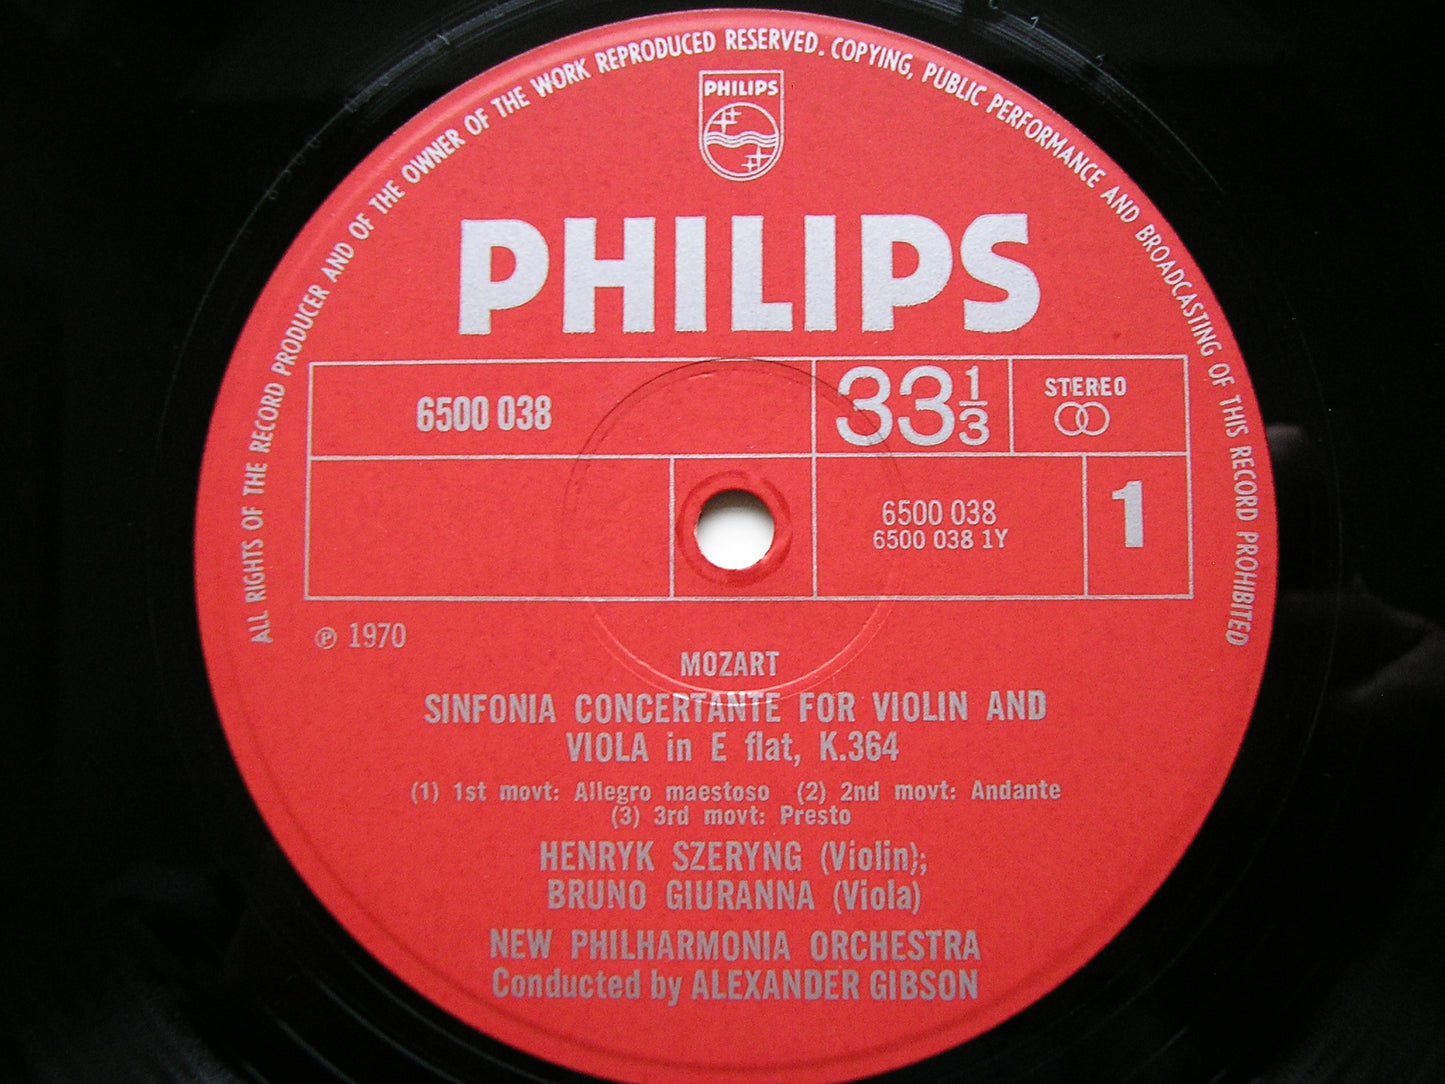 ALL RIGHTS OF THE RECORD PRODUCER AND OF THE OWNER OF THE WORK REPRODUCED RESERVED. COPYING, PUBLIC PERFORMANCE AND BROADCASTING OF THIS RECORD PROHIBITED
PHILIPS
PHILIPS
6500 038
33 1/3
STEREO
6500 038
6500 038 1Y
1
℗ 1970
MOZART
SINFONIA CONCERTANTE FOR VIOLIN AND
VIOLA in E flat, K.364
(1) 1st movt: Allegro maestoso (2) 2nd movt: Andante
(3) 3rd movt: Presto
HENRYK SZERYNG (Violin);
BRUNO GIURANNA (Viola)
NEW PHILHARMONIA ORCHESTRA
Conducted by ALEXANDER GIBSON